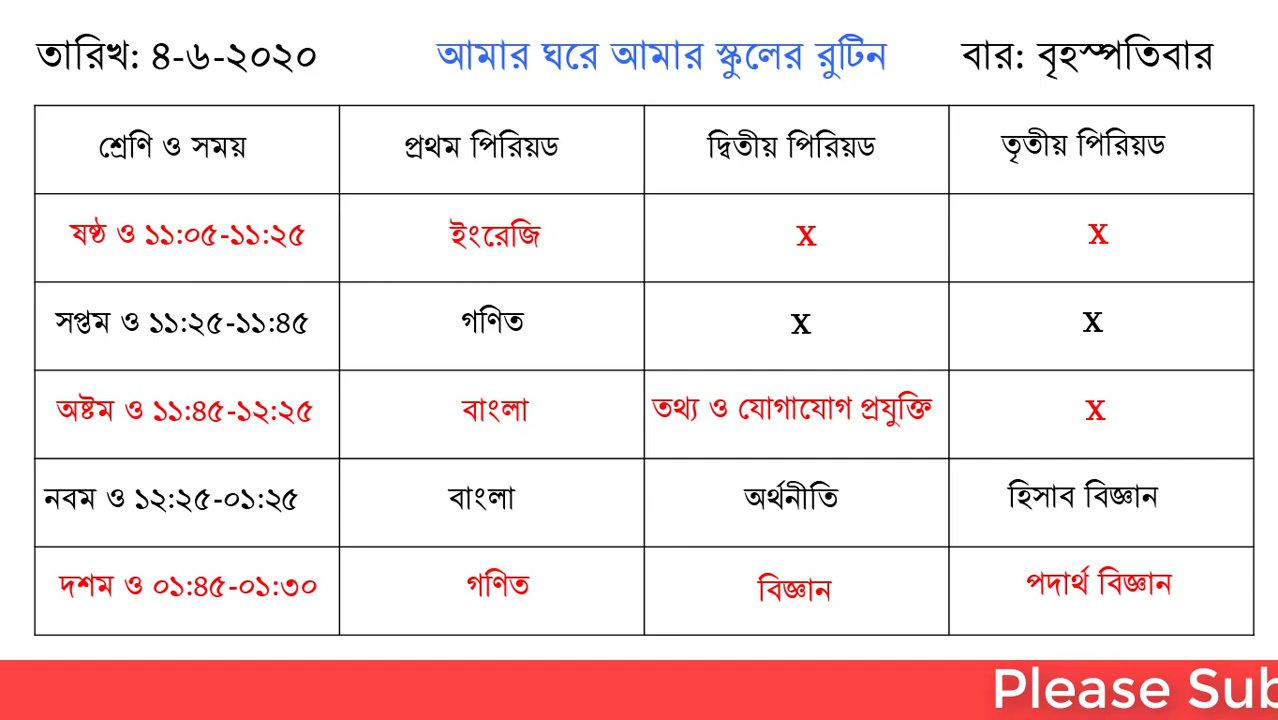 তারিখ: ৪-৬-২০২০ আমার ঘরে আমার স্কুলের রুটিন বার: বৃহস্পতিবার
শ্রেণি ও সময় প্রথম পিরিয়ড দ্বিতীয় পিরিয়ড তৃতীয় পিরিয়ড
ষষ্ঠ ও ১১:০৫-১১:২৫ ইংরেজি x x
সপ্তম ও ১১:২৫-১১:৪৫ গণিত x x
অষ্টম ও ১১:৪৫-১২:২৫ বাংলা তথ্য ও যোগাযোগ প্রযুক্তি x
নবম ও ১২:২৫-০১:২৫ বাংলা অর্থনীতি হিসাব বিজ্ঞান
দশম ও ০১:৪৫-০১:৩০ গণিত বিজ্ঞান পদার্থ বিজ্ঞান
Please Sub